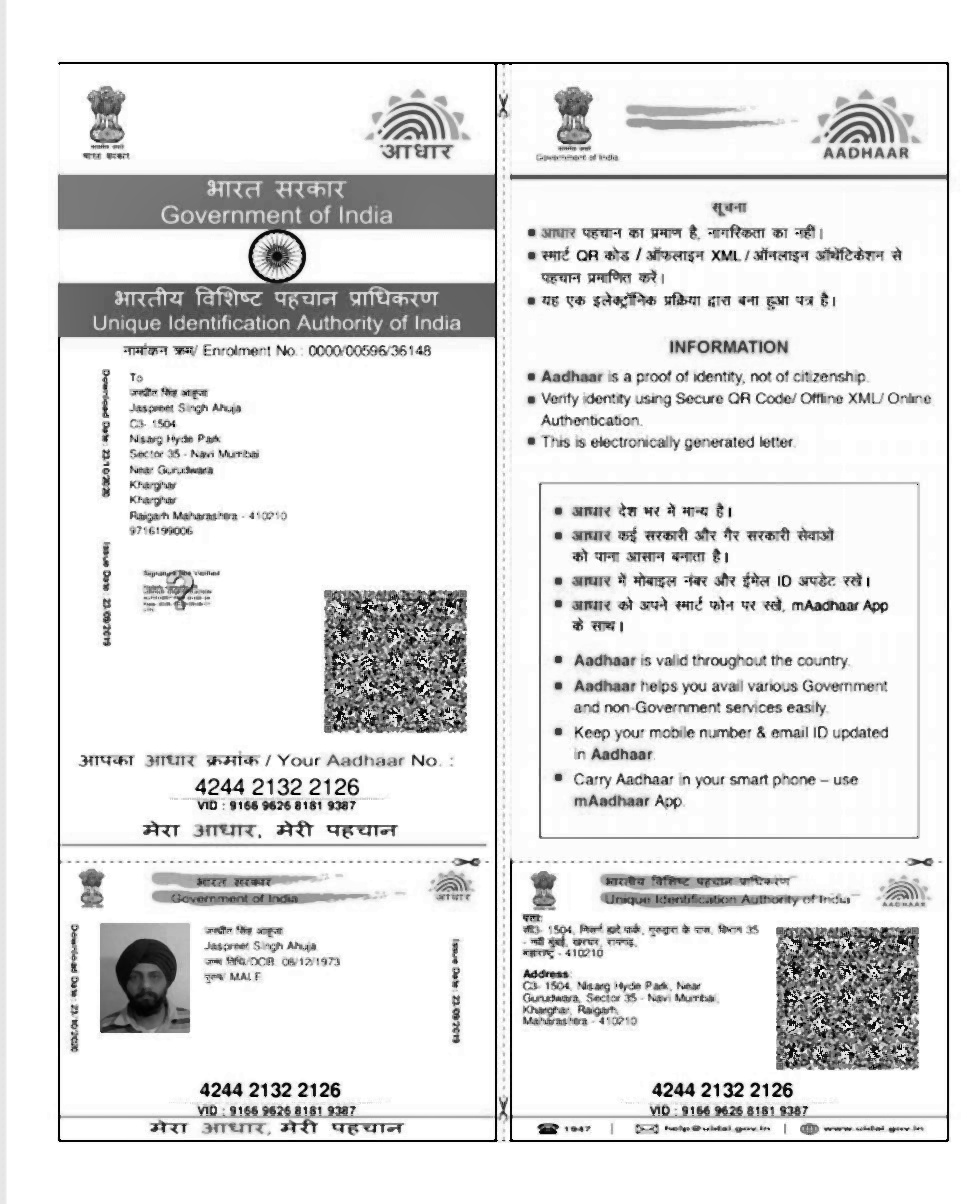 भारत सरकार
आधार
भारत सरकार
Government of India
भारतीय विशिष्ट पहचान प्राधिकरण
Unique Identification Authority of India
नामांकन क्रम/ Enrolment No.: 0000/00596/36148
Download Date : 23/10/2020
Issue Date : 23/09/2019
To
जसप्रीत सिंह आहूजा
Jaspreet Singh Ahuja
C3- 1504
Nisarg Hyde Park
Sector 35 - Navi Mumbai
Near Gurudwara
Kharghar
Kharghar
Raigarh Maharashtra - 410210
9716199006
Signature Not Verified
आपका आधार क्रमांक / Your Aadhaar No. :
4244 2132 2126
VID : 9166 9626 8181 9387
मेरा आधार, मेरी पहचान
भारत सरकार
Government of India
आधार
Download Date : 23/10/2020
जसप्रीत सिंह आहूजा
Jaspreet Singh Ahuja
जन्म तिथि/DOB: 06/12/1973
पुरुष/ MALE
Issue Date : 23/09/2019
4244 2132 2126
VID : 9166 9626 8181 9387
मेरा आधार, मेरी पहचान
Government of India
AADHAAR
सूचना
आधार पहचान का प्रमाण है, नागरिकता का नहीं।
स्मार्ट QR कोड / ऑफलाइन XML / ऑनलाइन ऑथेंटिकेशन से
पहचान प्रमाणित करें।
यह एक इलेक्ट्रॉनिक प्रक्रिया द्वारा बना हुआ पत्र है।
INFORMATION
Aadhaar is a proof of identity, not of citizenship.
Verify identity using Secure QR Code/ Offline XML/ Online
Authentication.
This is electronically generated letter.
आधार देश भर में मान्य है।
आधार कई सरकारी और गैर सरकारी सेवाओं
को पाना आसान बनाता है।
आधार में मोबाइल नंबर और ईमेल ID अपडेट रखें।
आधार को अपने स्मार्ट फोन पर रखें, mAadhaar App
के साथ।
Aadhaar is valid throughout the country.
Aadhaar helps you avail various Government
and non-Government services easily.
Keep your mobile number & email ID updated
in Aadhaar.
Carry Aadhaar in your smart phone – use
mAadhaar App.
भारतीय विशिष्ट पहचान प्राधिकरण
Unique Identification Authority of India
AADHAAR
पता:
सी3- 1504, निसर्ग हाइड पार्क, गुरुद्वारा के पास, 35
- नवी मुंबई, खारघर, रायगढ़,
महाराष्ट्र - 410210
Address:
C3- 1504, Nisarg Hyde Park, Near
Gurudwara, Sector 35 - Navi Mumbai,
Kharghar, Raigarh,
Maharashtra - 410210
4244 2132 2126
VID : 9166 9626 8181 9387
1947 | help@uidai.gov.in | www.uidai.gov.in